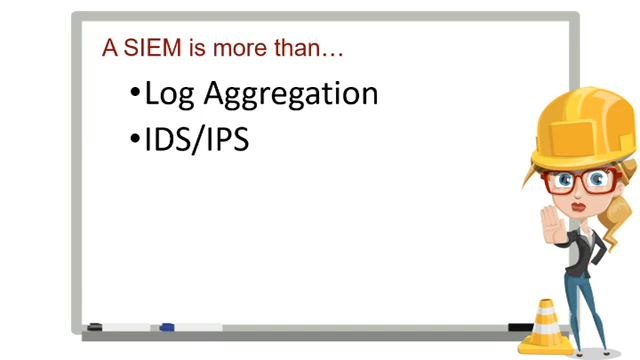 A SIEM is more than…
•Log Aggregation
•IDS/IPS